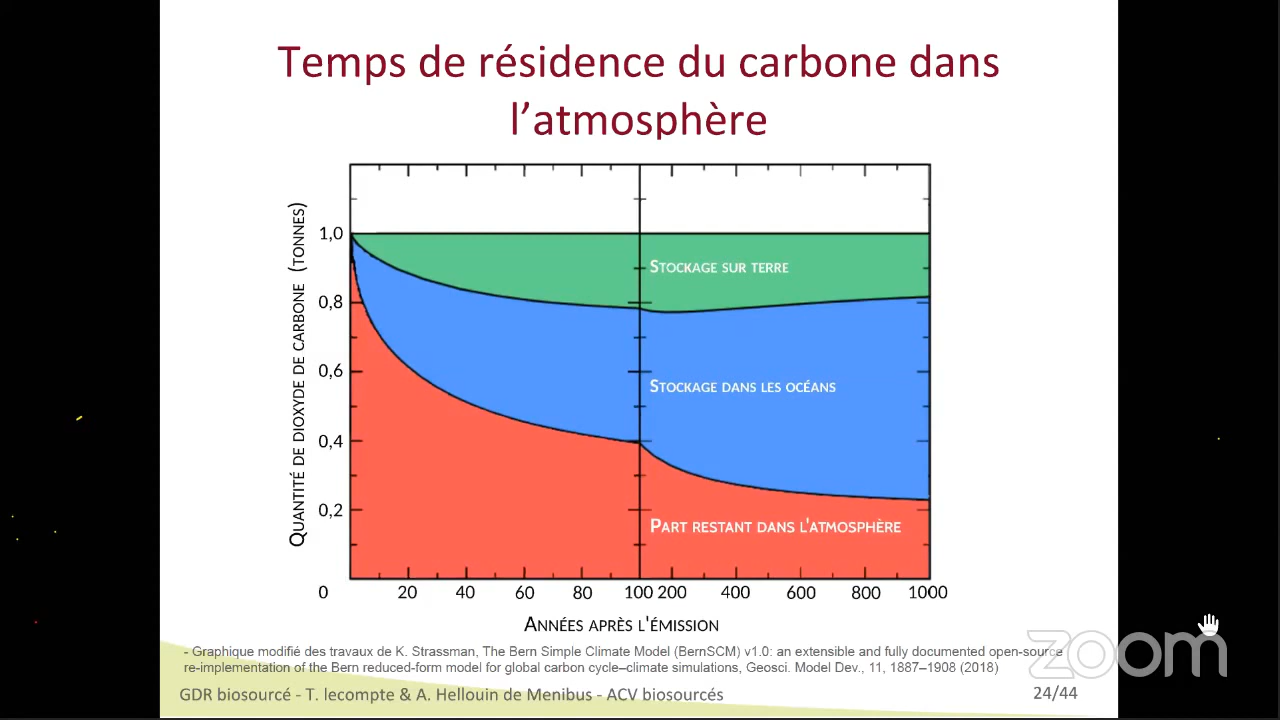 Temps de résidence du carbone dans
l'atmosphère
QUANTITÉ DE DIOXYDE DE CARBONE (TONNES)
1,0
0,8
0,6
0,4
0,2
0
STOCKAGE SUR TERRE
STOCKAGE DANS LES OCÉANS
PART RESTANT DANS L'ATMOSPHÈRE
20 40 60 80 100 200 400 600 800 1000
ANNÉES APRÈS L'ÉMISSION
- Graphique modifié des travaux de K. Strassman, The Bern Simple Climate Model (BernSCM) v1.0: an extensible and fully documented open-source
re-implementation of the Bern reduced-form model for global carbon cycle–climate simulations, Geosci. Model Dev., 11, 1887–1908 (2018)
GDR biosourcé - T. lecompte & A. Hellouin de Menibus - ACV biosourcés
24/44
zoom